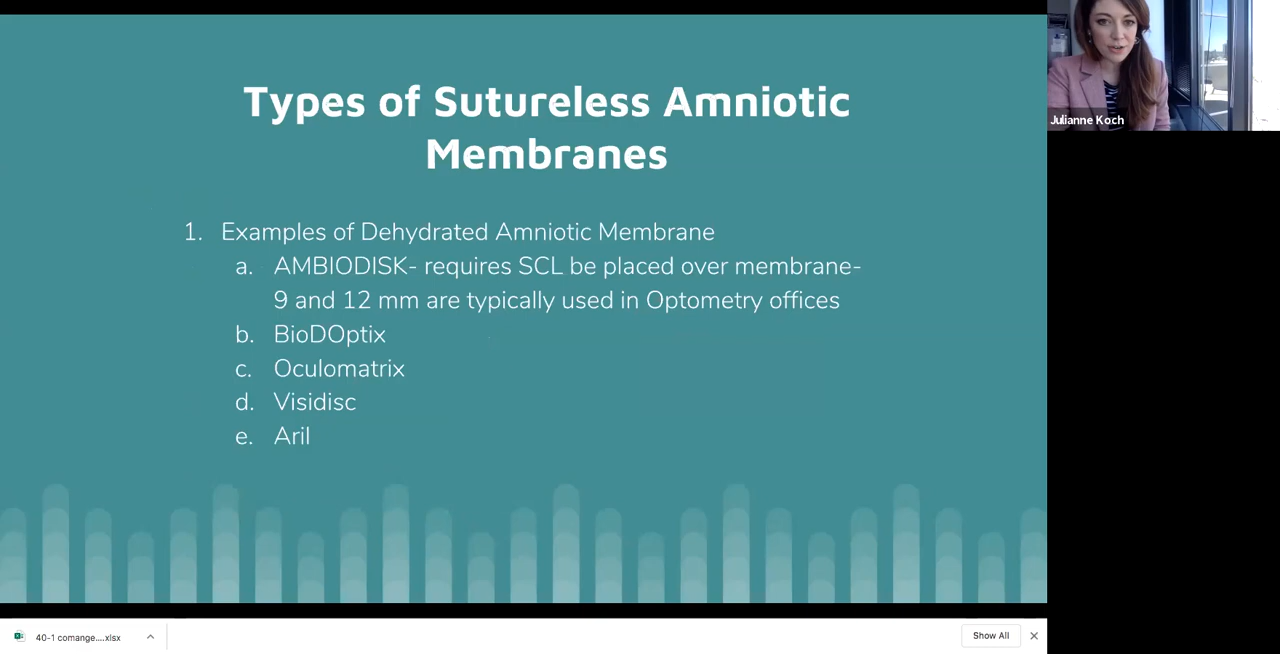 Types of Sutureless Amniotic
Membranes
1. Examples of Dehydrated Amniotic Membrane
a. AMBIODISK- requires SCL be placed over membrane-
9 and 12 mm are typically used in Optometry offices
b. BioDOptix
c. Oculomatrix
d. Visidisc
e. Aril
Julianne Koch
40-1 comange....xlsx
Show All